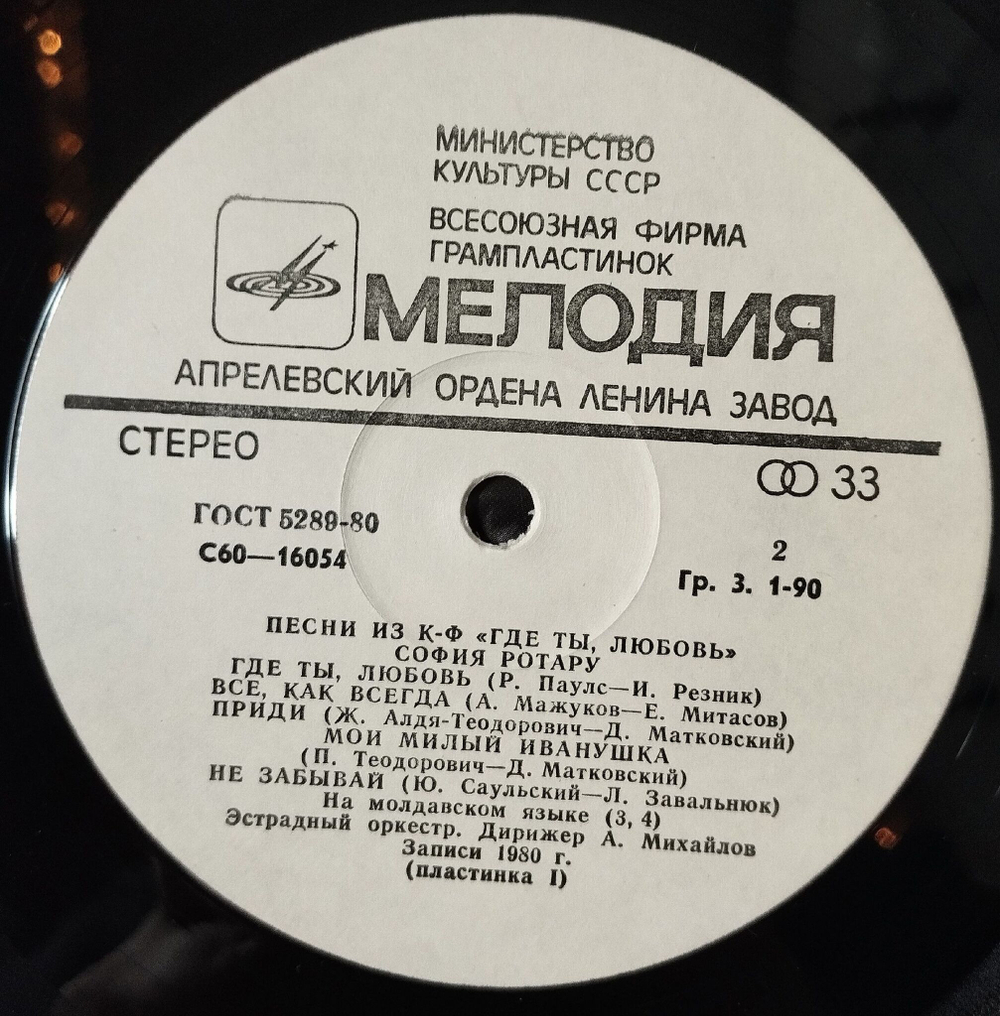 МИНИСТЕРСТВО
КУЛЬТУРЫ СССР
ВСЕСОЮЗНАЯ ФИРМА
ГРАМПЛАСТИНОК
МЕЛОДИЯ
АПРЕЛЕВСКИЙ ОРДЕНА ЛЕНИНА ЗАВОД
СТЕРЕО
33
ГОСТ 5289-80
С60—16054
2
Гр. 3. 1-90
ПЕСНИ ИЗ К-Ф «ГДЕ ТЫ, ЛЮБОВЬ»
СОФИЯ РОТАРУ
ГДЕ ТЫ, ЛЮБОВЬ (Р. Паулс—И. Резник)
ВСЕ, КАК ВСЕГДА (А. Мажуков—Е. Митасов)
ПРИДИ (Ж. Алдя-Теодорович—Д. Матковский)
МОИ МИЛЫЙ ИВАНУШКА
(П. Теодорович—Д. Матковский)
НЕ ЗАБЫВАЙ (Ю. Саульский—Л. Завальнюк)
На молдавском языке (3, 4)
Эстрадный оркестр. Дирижер А. Михайлов
Записи 1980 г.
(пластинка I)